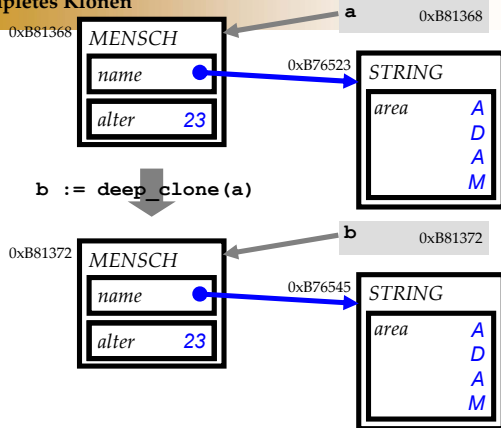 pletes Klonen
a 0xB81368
0xB81368 MENSCH
0xB76523 STRING
name
area A
alter 23 D
A
M
b := deep_clone(a)
b 0xB81372
0xB81372 MENSCH
0xB76545 STRING
name
area A
alter 23 D
A
M